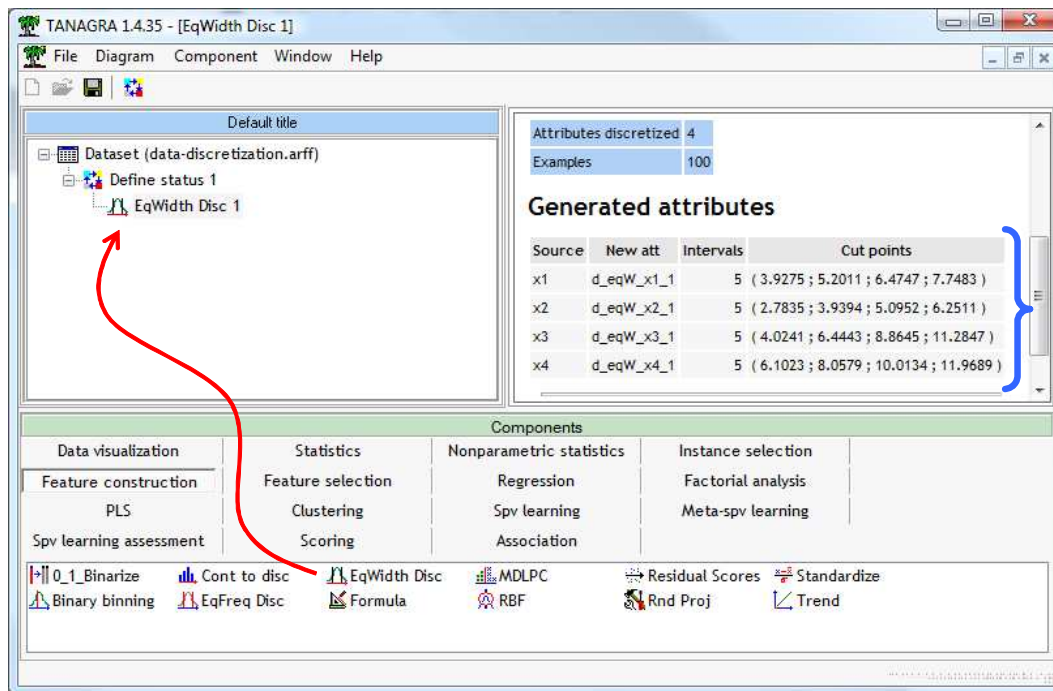 TANAGRA 1.4.35 - [EqWidth Disc 1]
File Diagram Component Window Help
Default title
Dataset (data-discretization.arff)
Define status 1
EqWidth Disc 1
Attributes discretized 4
Examples 100
Generated attributes
Source New att Intervals Cut points
x1 d_eqW_x1_1 5 ( 3.9275 ; 5.2011 ; 6.4747 ; 7.7483 )
x2 d_eqW_x2_1 5 ( 2.7835 ; 3.9394 ; 5.0952 ; 6.2511 )
x3 d_eqW_x3_1 5 ( 4.0241 ; 6.4443 ; 8.8645 ; 11.2847 )
x4 d_eqW_x4_1 5 ( 6.1023 ; 8.0579 ; 10.0134 ; 11.9689 )
Components
Data visualization Statistics Nonparametric statistics Instance selection
Feature construction Feature selection Regression Factorial analysis
PLS Clustering Spv learning Meta-spv learning
Spv learning assessment Scoring Association
0_1_Binarize Cont to disc EqWidth Disc MDLPC Residual Scores Standardize
Binary binning EqFreq Disc Formula RBF Rnd Proj Trend